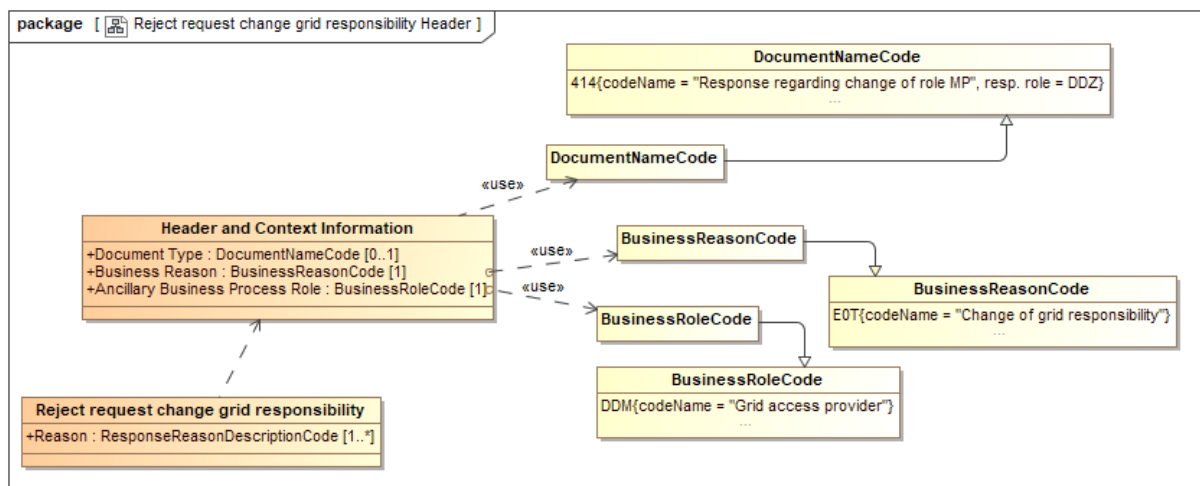 package [ Reject request change grid responsibility Header ]
DocumentNameCode
414{codeName = "Response regarding change of role MP", resp. role = DDZ}
...
DocumentNameCode
«use»
Header and Context Information
+Document Type : DocumentNameCode [0..1]
+Business Reason : BusinessReasonCode [1]
+Ancillary Business Process Role : BusinessRoleCode [1]
«use»
BusinessReasonCode
«use»
BusinessReasonCode
E0T{codeName = "Change of grid responsibility"}
...
BusinessRoleCode
BusinessRoleCode
DDM{codeName = "Grid access provider"}
...
Reject request change grid responsibility
+Reason : ResponseReasonDescriptionCode [1..*]